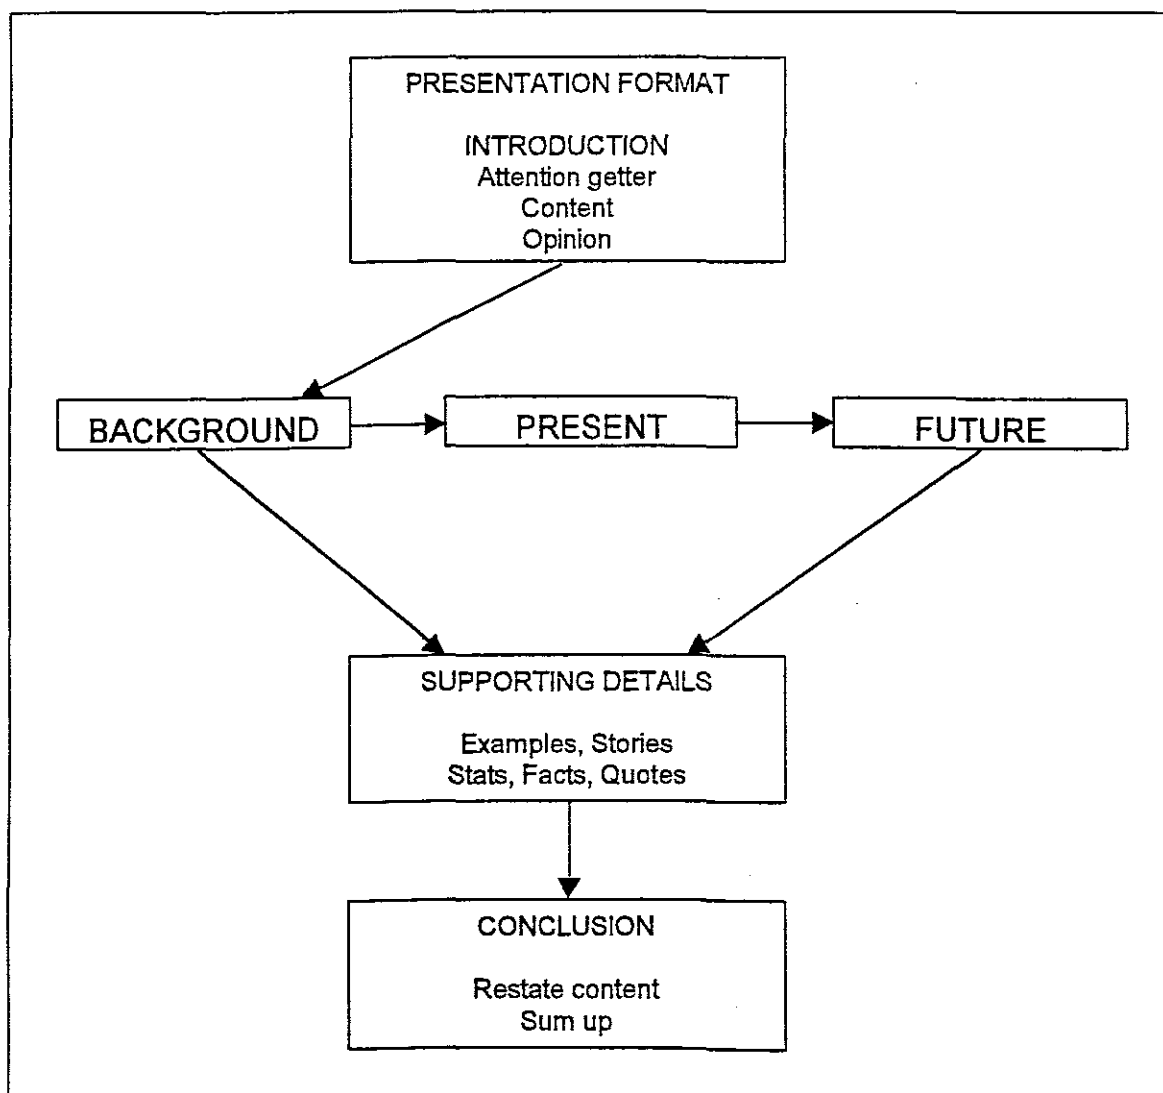 PRESENTATION FORMAT
INTRODUCTION
Attention getter
Content
Opinion
BACKGROUND
PRESENT
FUTURE
SUPPORTING DETAILS
Examples, Stories
Stats, Facts, Quotes
CONCLUSION
Restate content
Sum up